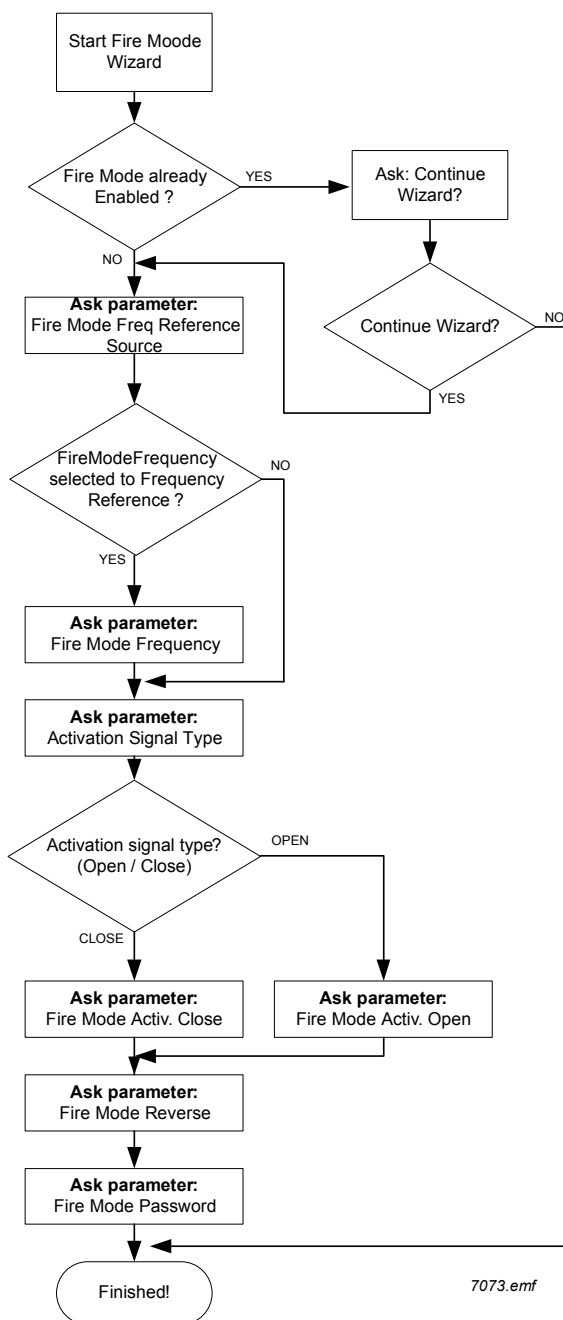 Start Fire Moode
Wizard
Fire Mode already
Enabled ?
YES
Ask: Continue
Wizard?
NO
Ask parameter:
Fire Mode Freq Reference
Source
Continue Wizard?
NO
YES
FireModeFrequency
selected to Frequency
Reference ?
NO
YES
Ask parameter:
Fire Mode Frequency
Ask parameter:
Activation Signal Type
Activation signal type?
(Open / Close)
OPEN
CLOSE
Ask parameter:
Fire Mode Activ. Close
Ask parameter:
Fire Mode Activ. Open
Ask parameter:
Fire Mode Reverse
Ask parameter:
Fire Mode Password
Finished!
7073.emf